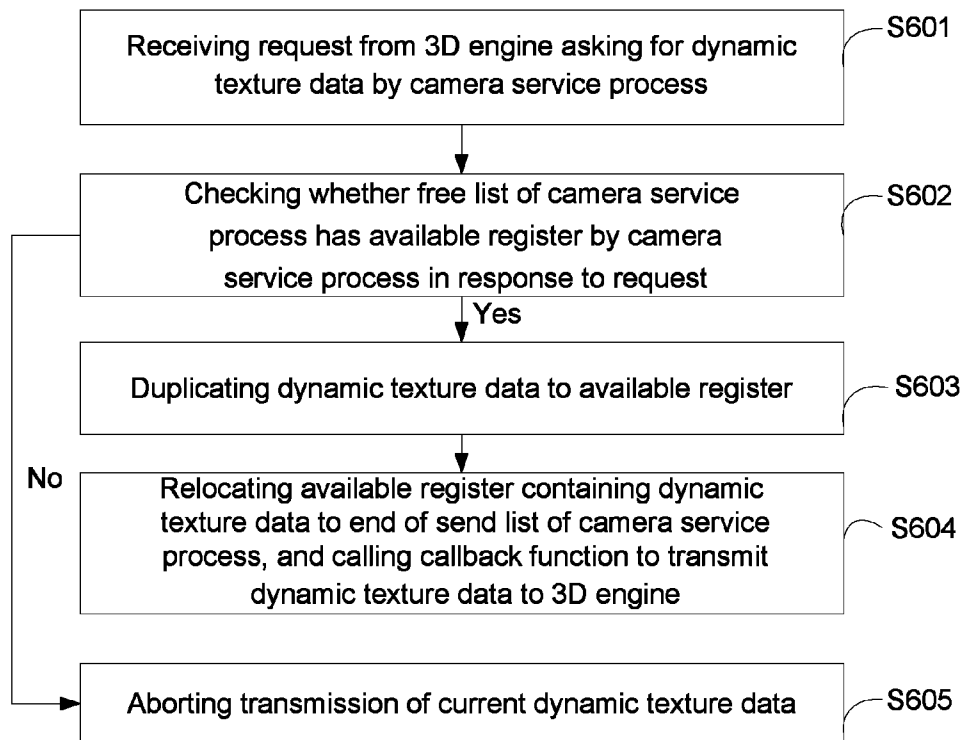 Receiving request from 3D engine asking for dynamic
texture data by camera service process
S601
Checking whether free list of camera service
process has available register by camera
service process in response to request
S602
Yes
Duplicating dynamic texture data to available register
S603
No
Relocating available register containing dynamic
texture data to end of send list of camera service
process, and calling callback function to transmit
dynamic texture data to 3D engine
S604
Aborting transmission of current dynamic texture data
S605